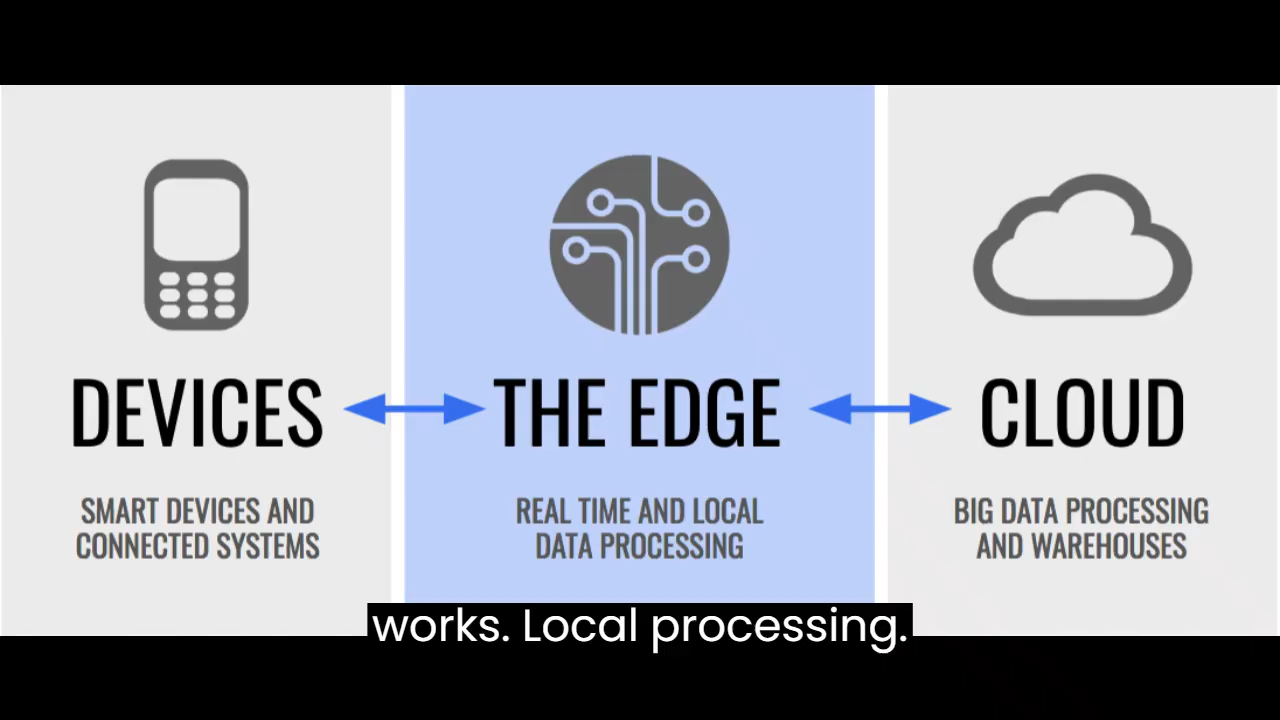 DEVICES
SMART DEVICES AND
CONNECTED SYSTEMS
THE EDGE
REAL TIME AND LOCAL
DATA PROCESSING
CLOUD
BIG DATA PROCESSING
AND WAREHOUSES
works. Local processing.